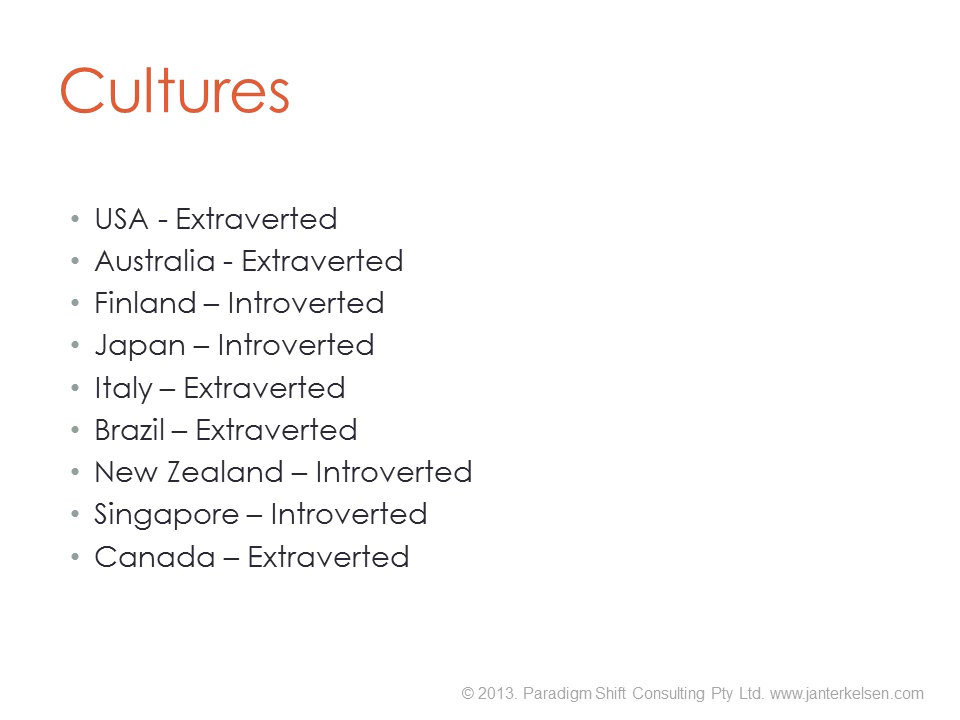 Cultures
• USA - Extraverted
• Australia - Extraverted
• Finland – Introverted
• Japan – Introverted
• Italy – Extraverted
• Brazil – Extraverted
• New Zealand – Introverted
• Singapore – Introverted
• Canada – Extraverted
© 2013. Paradigm Shift Consulting Pty Ltd. www.janterkelsen.com